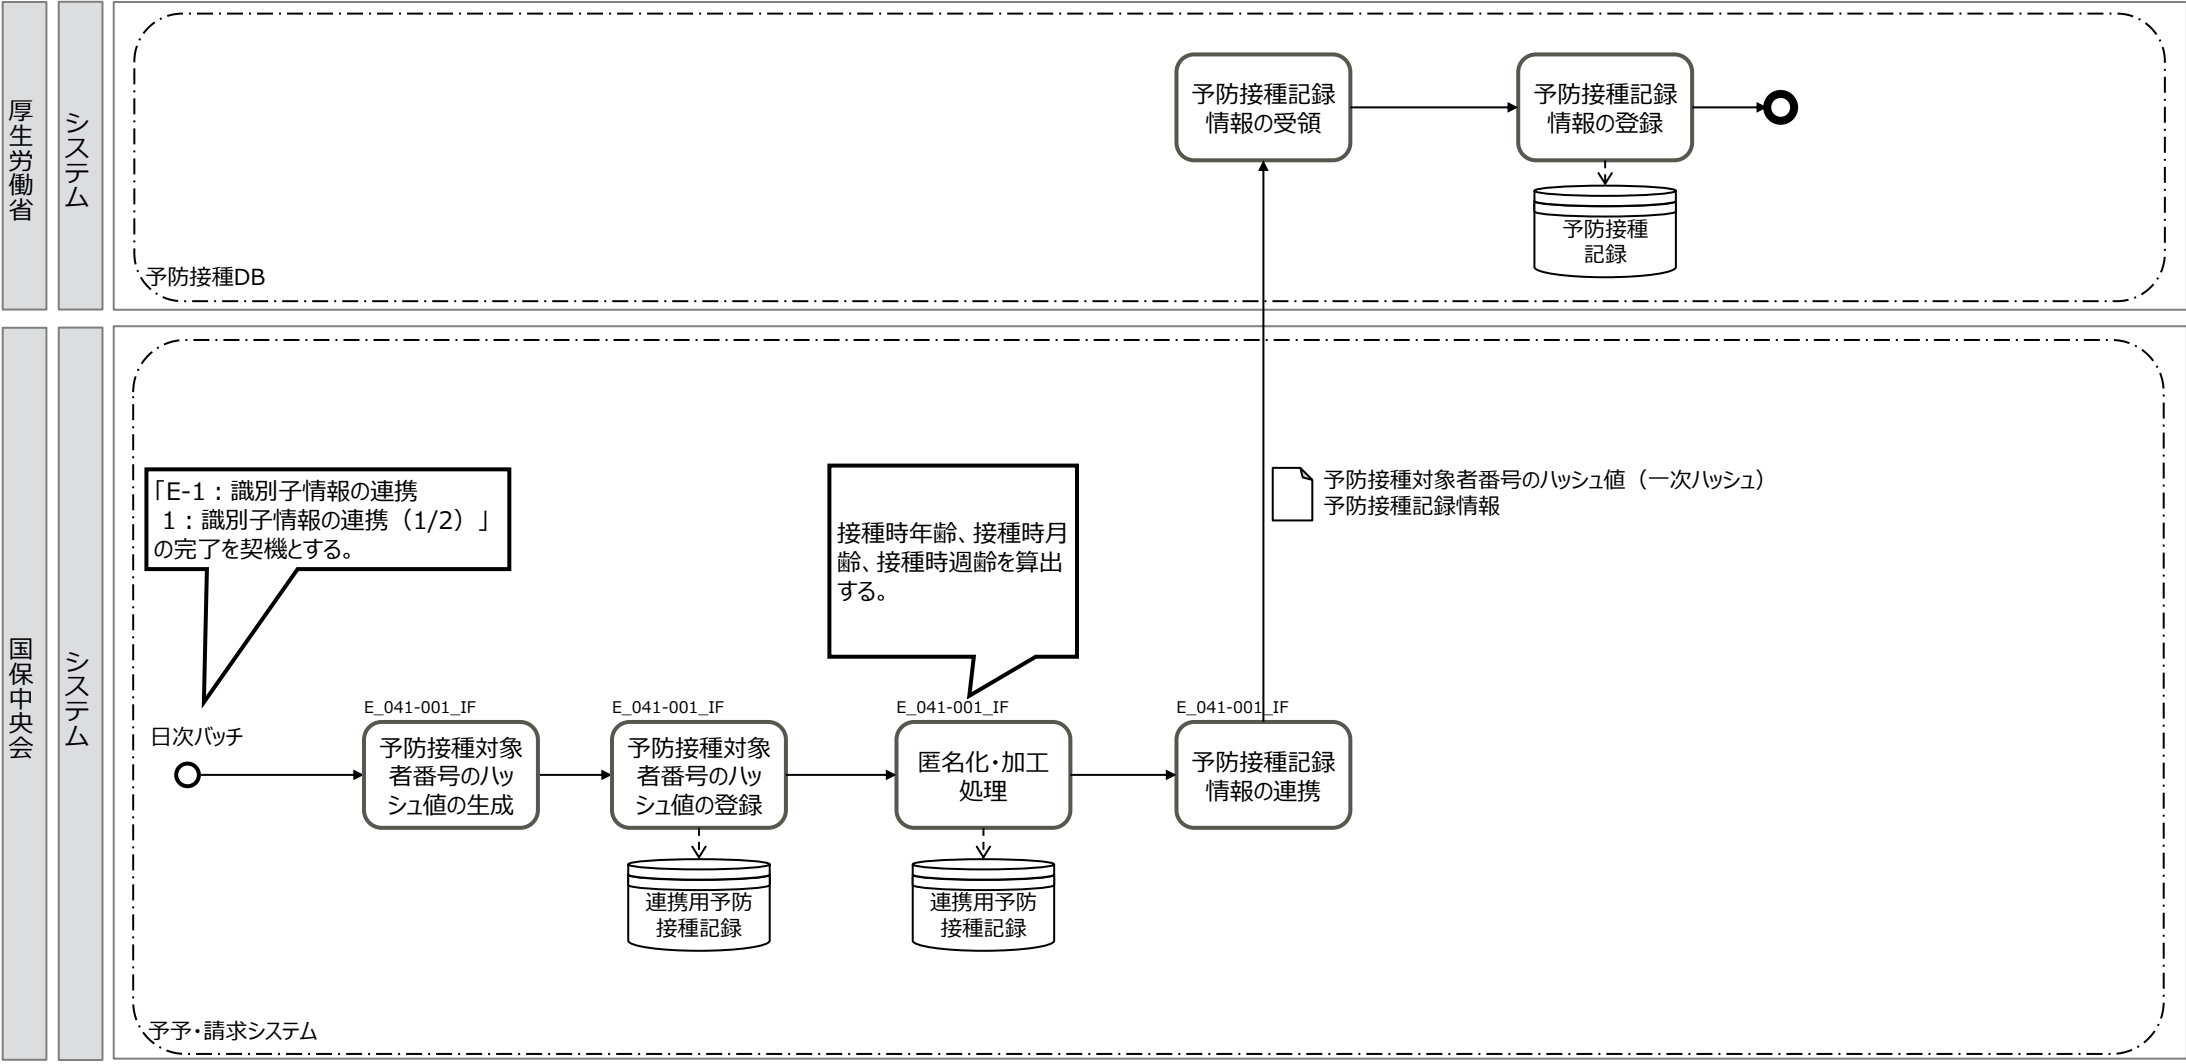 厚生労働省
システム
予防接種記録
情報の受領
予防接種記録
情報の登録
予防接種
記録
予防接種DB
国保中央会
システム
「E-1：識別子情報の連携
1：識別子情報の連携（1/2）」
の完了を契機とする。
接種時年齢、接種時月
齢、接種時週齢を算出
する。
予防接種対象者番号のハッシュ値（一次ハッシュ）
予防接種記録情報
日次バッチ
E_041-001_IF
予防接種対象
者番号のハッ
シュ値の生成
E_041-001_IF
予防接種対象
者番号のハッ
シュ値の登録
E_041-001_IF
匿名化・加工
処理
E_041-001_IF
予防接種記録
情報の連携
連携用予防
接種記録
連携用予防
接種記録
予予・請求システム